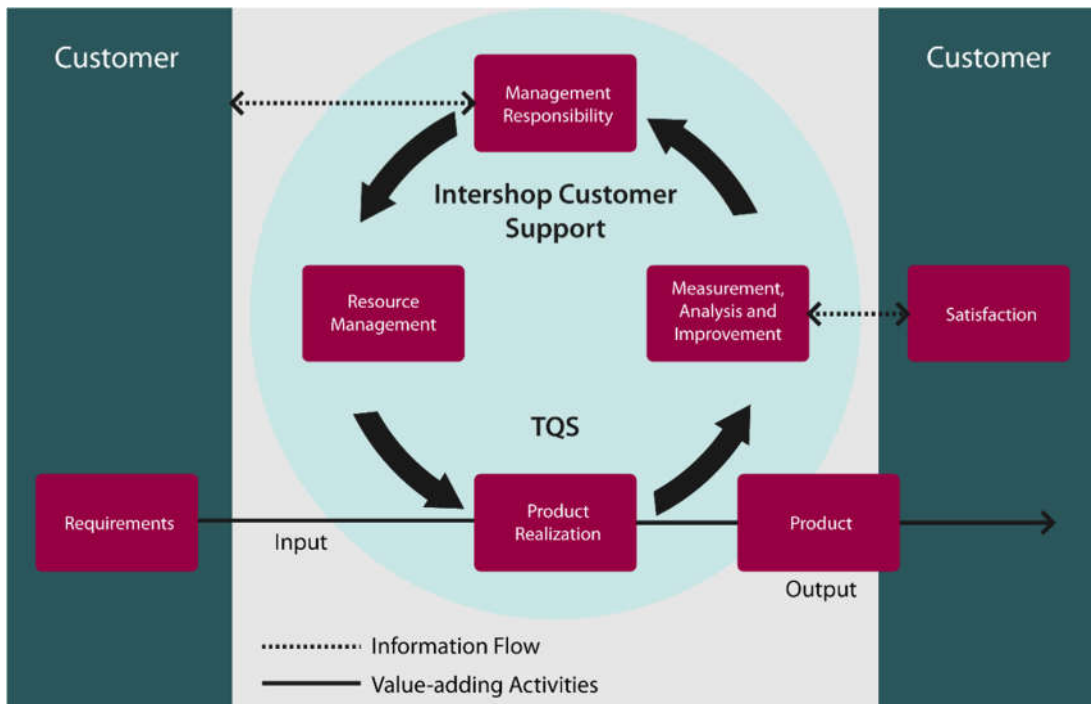 Customer
Customer
Management
Responsibility
Intershop Customer
Support
Resource
Management
Measurement,
Analysis and
Improvement
Satisfaction
TQS
Requirements
Input
Product
Realization
Product
Output
Information Flow
Value-adding Activities